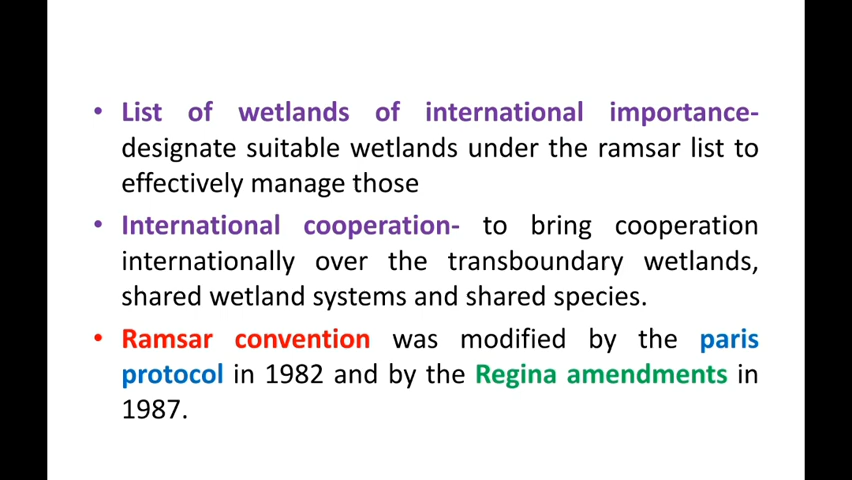 • List of wetlands of international importance-
designate suitable wetlands under the ramsar list to
effectively manage those
• International cooperation- to bring cooperation
internationally over the transboundary wetlands,
shared wetland systems and shared species.
• Ramsar convention was modified by the paris
protocol in 1982 and by the Regina amendments in
1987.